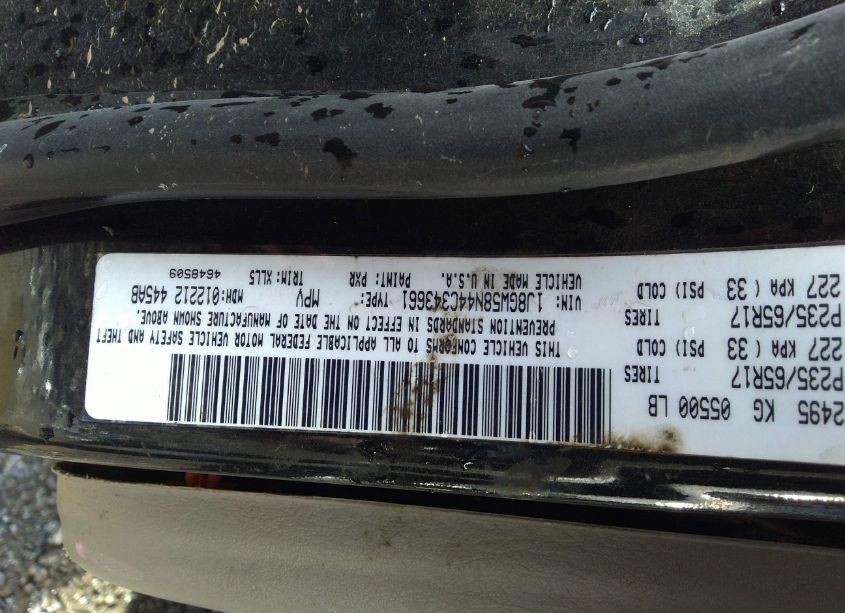 2495 KG 05500 LB
P235/65R17 TIRES
227 KPA ( 33 PSI) COLD
P235/65R17 TIRES
227 KPA ( 33 PSI) COLD
THIS VEHICLE CONFORMS TO ALL APPLICABLE FEDERAL MOTOR VEHICLE SAFETY AND THEFT
PREVENTION STANDARDS IN EFFECT ON THE DATE OF MANUFACTURE SHOWN ABOVE.
VIN: 1J8GW58N44C343661 TYPE: MPV MDH:012212 445AB
VEHICLE MADE IN U.S.A. PAINT: PXR TRIM: XLL5 4648509